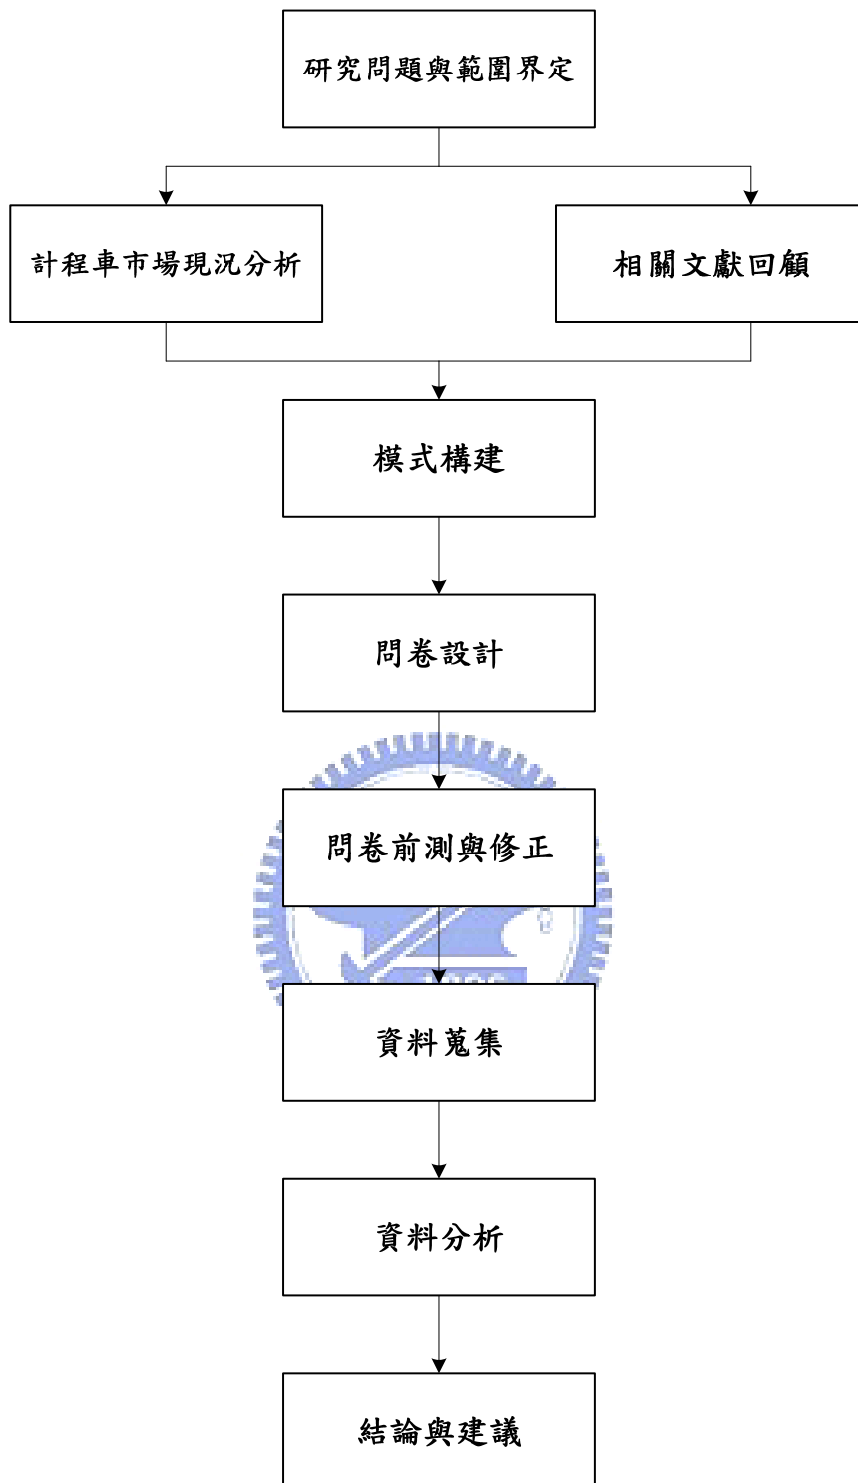 研究問題與範圍界定
計程車市場現況分析
相關文獻回顧
模式構建
問卷設計
問卷前測與修正
資料蒐集
資料分析
結論與建議